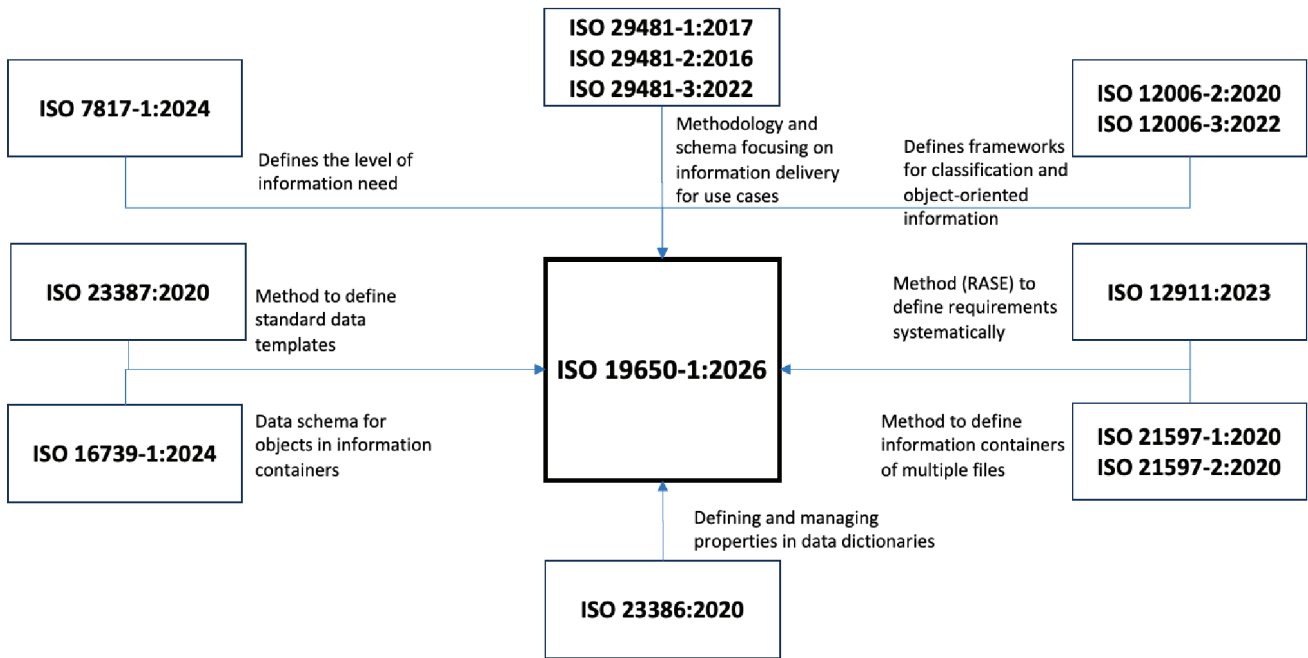 ISO 29481-1:2017
ISO 29481-2:2016
ISO 29481-3:2022
ISO 7817-1:2024
ISO 12006-2:2020
ISO 12006-3:2022
Defines the level of
information need
Methodology and
schema focusing on
information delivery
for use cases
Defines frameworks
for classification and
object-oriented
information
ISO 23387:2020
Method to define
standard data
templates
ISO 19650-1:2026
Method (RASE) to
define requirements
systematically
ISO 12911:2023
ISO 16739-1:2024
Data schema for
objects in information
containers
Method to define
information containers
of multiple files
ISO 21597-1:2020
ISO 21597-2:2020
Defining and managing
properties in data dictionaries
ISO 23386:2020